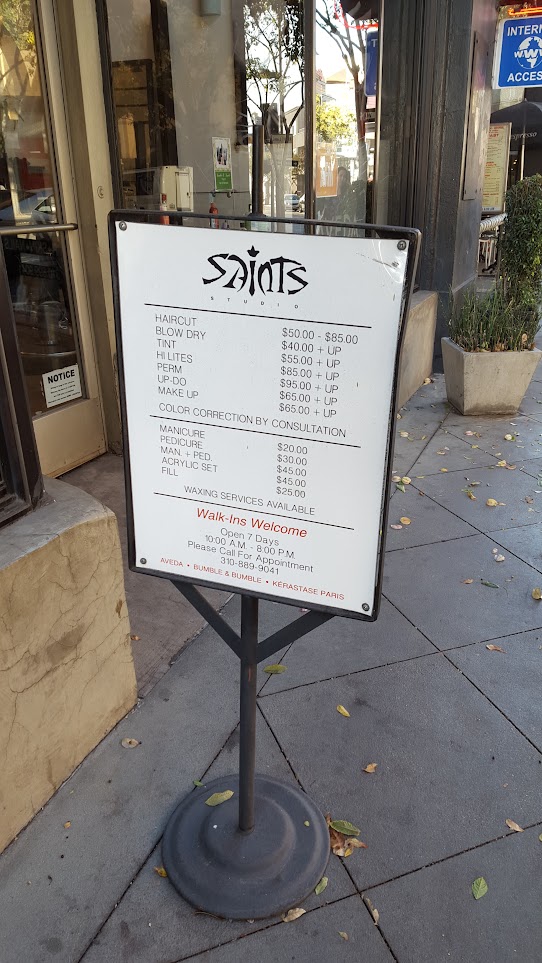 SAINTS
STUDIO
HAIRCUT $50.00 - $85.00
BLOW DRY $40.00 + UP
TINT $55.00 + UP
HI LITES $85.00 + UP
PERM $95.00 + UP
UP-DO $65.00 + UP
MAKE UP $65.00 + UP
COLOR CORRECTION BY CONSULTATION
MANICURE $20.00
PEDICURE $30.00
MAN. + PED. $45.00
ACRYLIC SET $45.00
FILL $25.00
WAXING SERVICES AVAILABLE
Walk-Ins Welcome
Open 7 Days
10:00 A.M. - 8:00 P.M.
Please Call For Appointment
310-889-9041
AVEDA • BUMBLE & BUMBLE • KÉRASTASE PARIS
NOTICE
INTERN
WWW
ACCES